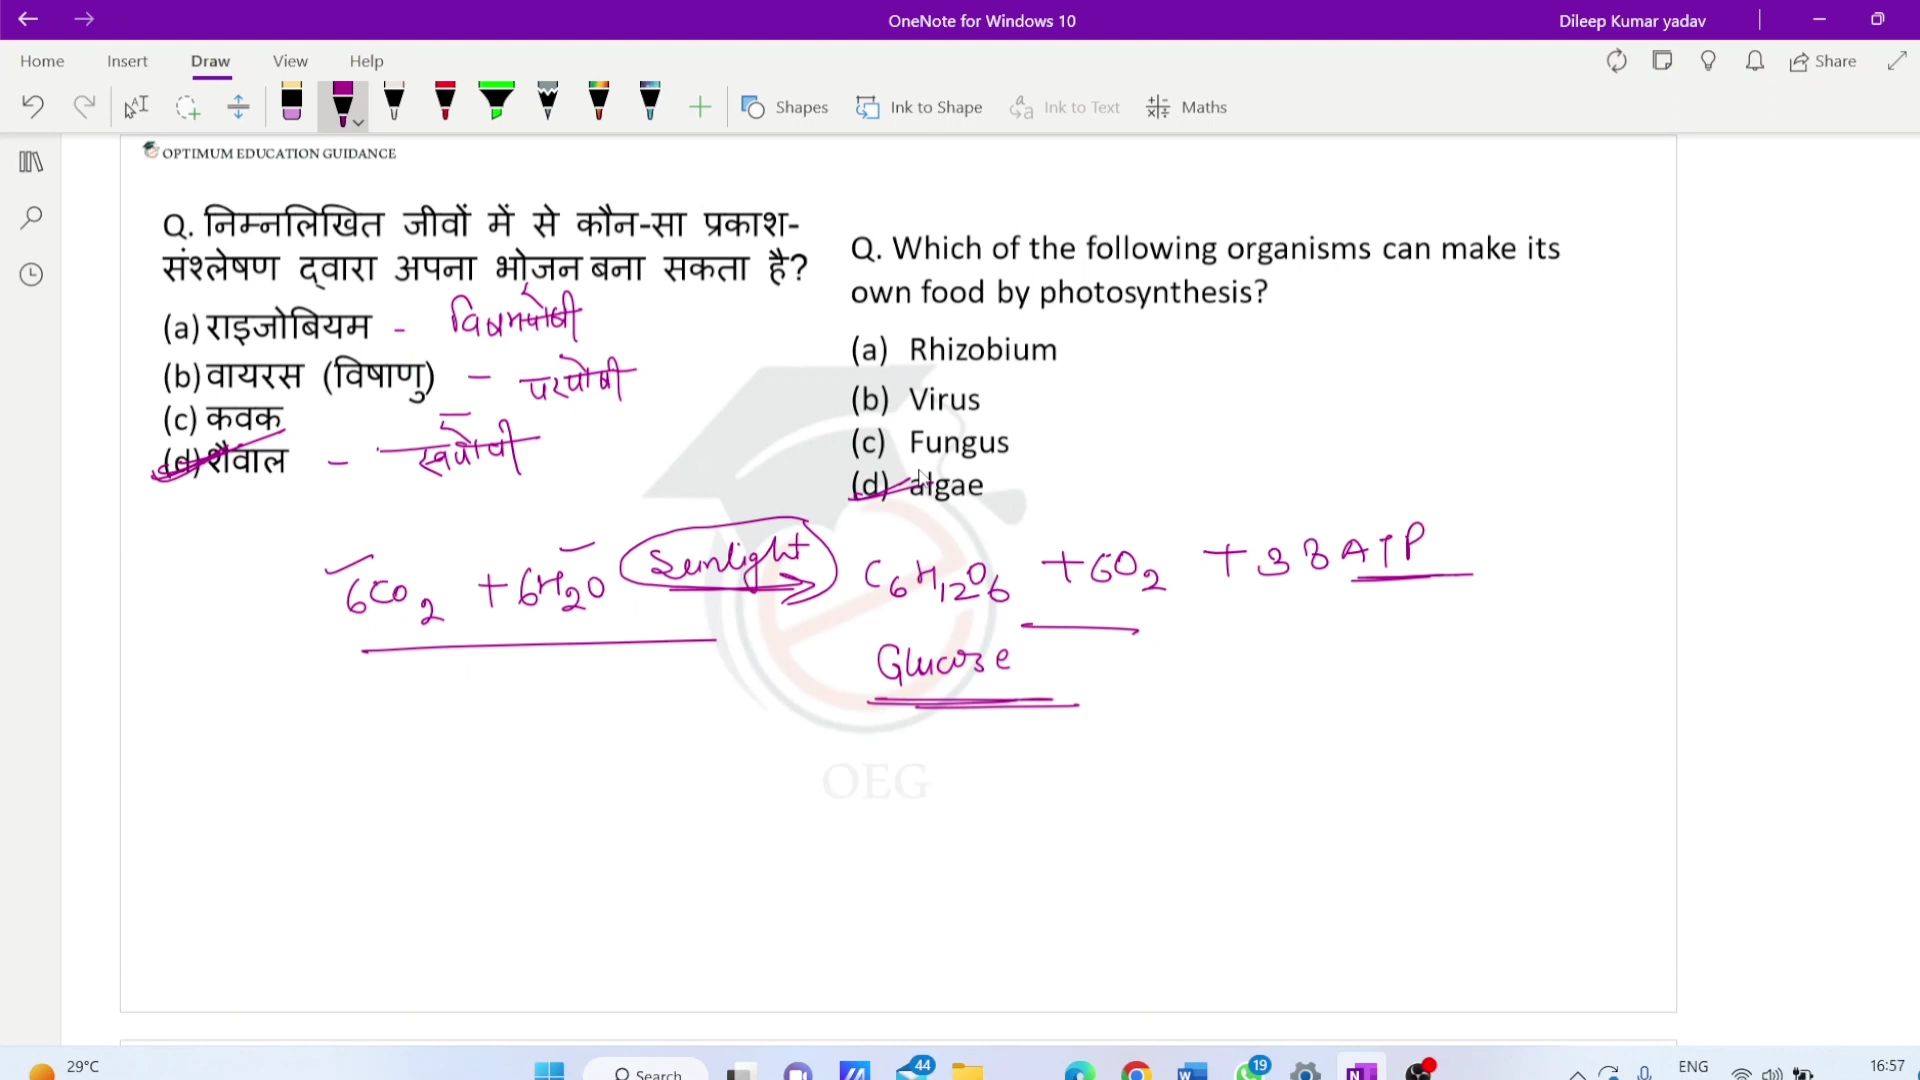 OneNote for Windows 10
Dileep Kumar yadav
Home Insert Draw View Help
Share
Shapes Ink to Shape Ink to Text Maths
OPTIMUM EDUCATION GUIDANCE
Q. निम्नलिखित जीवों में से कौन-सा प्रकाश-
संश्लेषण द्वारा अपना भोजन बना सकता है?
(a) राइजोबियम -
(b) वायरस (विषाणु) - परपोषी
(c) कवक
(d) शैवाल - स्वपोषी
Q. Which of the following organisms can make its
own food by photosynthesis?
(a) Rhizobium
(b) Virus
(c) Fungus
(d) algae
6CO2 + 6H2O Sunlight C6H12O6 + 6O2 + 38 ATP
Glucose
OEG
29°C
Search
44
19
ENG
16:57